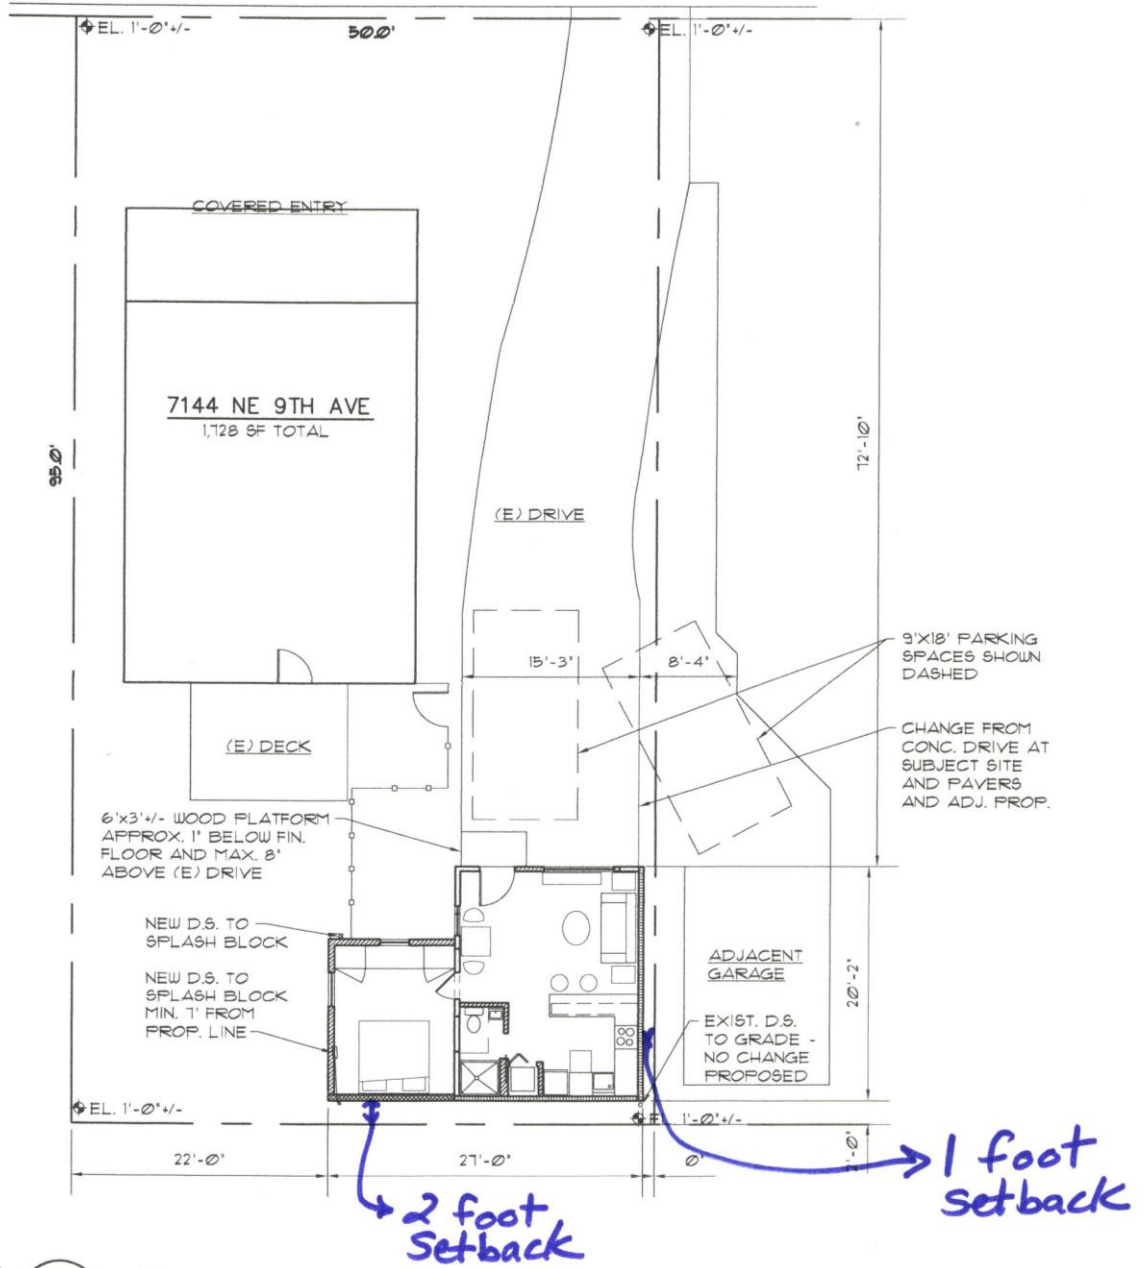 EL. 1'-0"+/-
50.0'
EL. 1'-0"+/-
COVERED ENTRY
7144 NE 9TH AVE
1,728 SF TOTAL
95.0'
72'-10"
(E) DRIVE
15'-3"
8'-4"
9'X18' PARKING
SPACES SHOWN
DASHED
(E) DECK
CHANGE FROM
CONC. DRIVE AT
SUBJECT SITE
AND PAVERS
AND ADJ. PROP.
6'x3'+/- WOOD PLATFORM
APPROX. 1" BELOW FIN.
FLOOR AND MAX. 8"
ABOVE (E) DRIVE
NEW D.S. TO
SPLASH BLOCK
NEW D.S. TO
SPLASH BLOCK
MIN. 7' FROM
PROP. LINE
ADJACENT
GARAGE
20'-2"
EXIST. D.S.
TO GRADE -
NO CHANGE
PROPOSED
EL. 1'-0"+/-
1'-0"+/-
22'-0"
27'-0"
2'-0"
1 foot
setback
2 foot
Setback